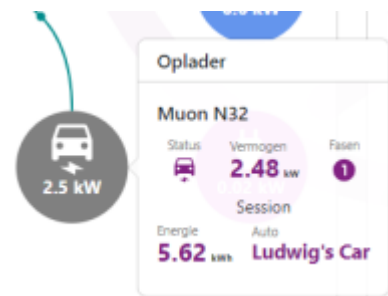 Oplader
Muon N32
Status Vermogen Fasen
2.48 kW 1
2.5 kW
Session
Energie Auto
5.62 kWh Ludwig's Car